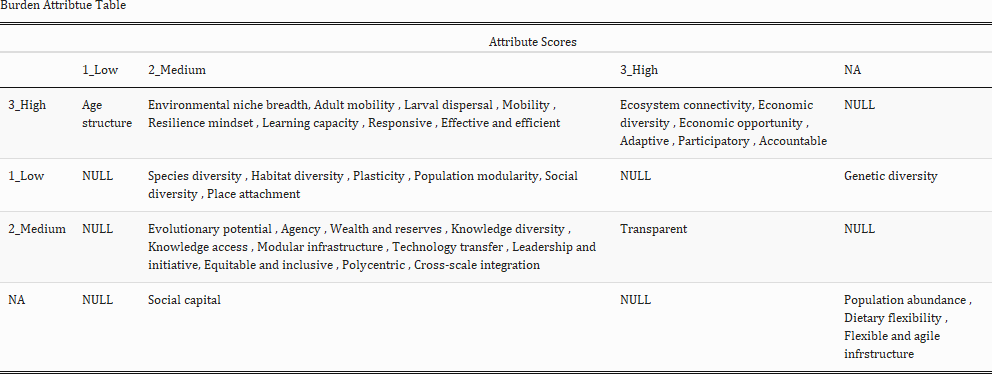 Burden Attribtue Table
Attribute Scores
1_Low 2_Medium 3_High NA
3_High Age Environmental niche breadth, Adult mobility , Larval dispersal , Mobility , Ecosystem connectivity, Economic NULL
structure Resilience mindset , Learning capacity , Responsive , Effective and efficient diversity , Economic opportunity ,
Adaptive , Participatory , Accountable
1_Low NULL Species diversity , Habitat diversity , Plasticity , Population modularity, Social NULL Genetic diversity
diversity , Place attachment
2_Medium NULL Evolutionary potential , Agency , Wealth and reserves , Knowledge diversity , Transparent NULL
Knowledge access , Modular infrastructure , Technology transfer , Leadership and
initiative, Equitable and inclusive , Polycentric , Cross-scale integration
NA NULL Social capital NULL Population abundance ,
Dietary flexibility ,
Flexible and agile
infrstructure